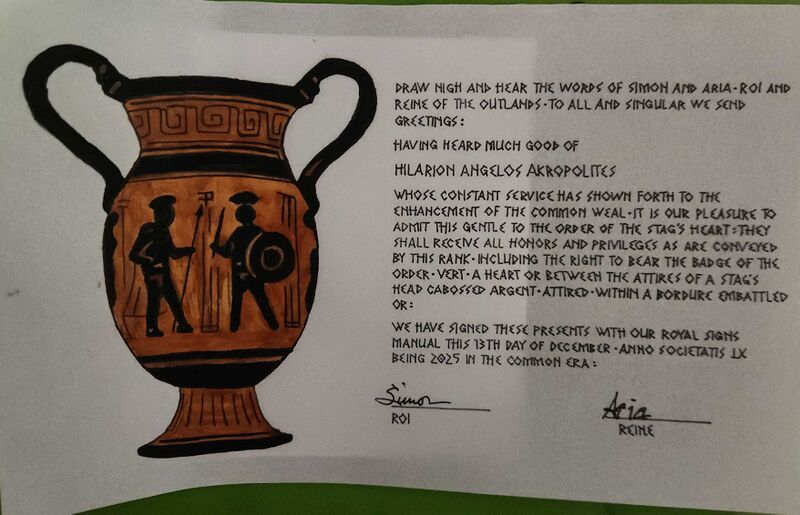 DRAW NIGH AND HEAR THE WORDS OF SIMON AND ARIA · ROI AND
REINE OF THE OUTLANDS · TO ALL AND SINGULAR WE SEND
GREETINGS:
HAVING HEARD MUCH GOOD OF
HILARION ANGELOS AKROPOLITES
WHOSE CONSTANT SERVICE HAS SHOWN FORTH TO THE
ENHANCEMENT OF THE COMMON WEAL · IT IS OUR PLEASURE TO
ADMIT THIS GENTLE TO THE ORDER OF THE STAG'S HEART: THEY
SHALL RECEIVE ALL HONORS AND PRIVILEGES AS ARE CONVEYED
BY THIS RANK · INCLUDING THE RIGHT TO BEAR THE BADGE OF THE
ORDER · VERT · A HEART OR BETWEEN THE ATTIRES OF A STAG'S
HEAD CABOSSED ARGENT · ATTIRED · WITHIN A BORDURE EMBATTLED
OR:
WE HAVE SIGNED THESE PRESENTS WITH OUR ROYAL SIGNS
MANUAL THIS 13TH DAY OF DECEMBER · ANNO SOCIETATIS LX
BEING 2025 IN THE COMMON ERA:
Simon Aria
ROI REINE